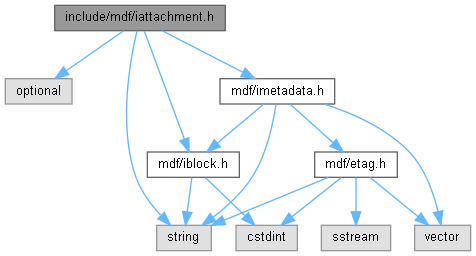 include/mdf/iattachment.h
optional
mdf/imetadata.h
mdf/iblock.h
mdf/etag.h
string
cstdint
sstream
vector